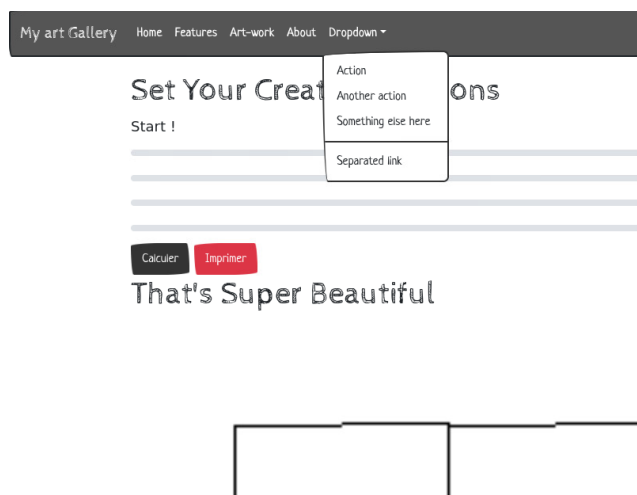 My art Gallery Home Features Art-work About Dropdown
Action
Another action
Something else here
Separated link
Set Your Creat ons
Start !
Calculer Imprimer
That's Super Beautiful